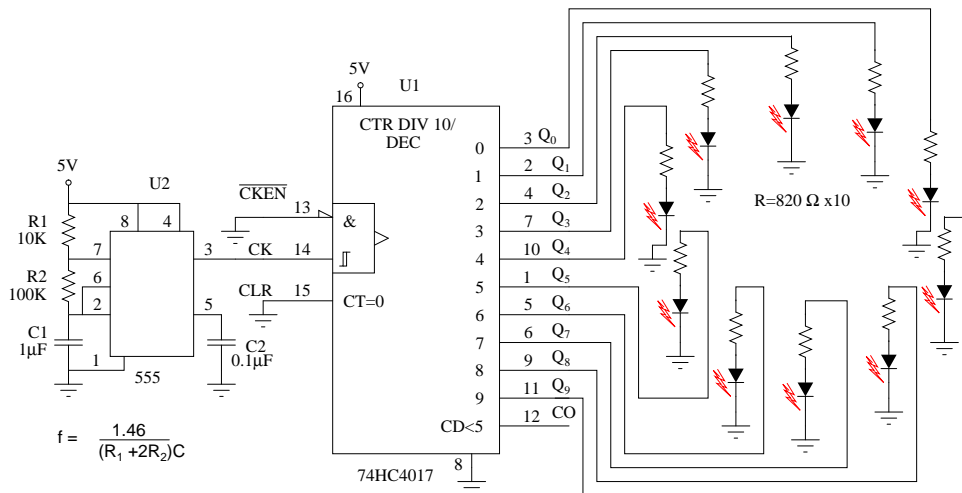 5V
U1
16
CTR DIV 10/
DEC
0
3
Q0
1
2
Q1
2
4
Q2
3
7
Q3
4
10
Q4
5
1
Q5
6
5
Q6
7
6
Q7
8
9
Q8
9
11
Q9
CD<5
12
CO
R=820 Ω x10
CKEN
13
&
CK
14
CLR
15
CT=0
8
74HC4017
5V
U2
R1
10K
8
4
7
3
R2
100K
6
2
5
C1
1µF
1
C2
0.1µF
555
f = 1.46
(R1 +2R2)C